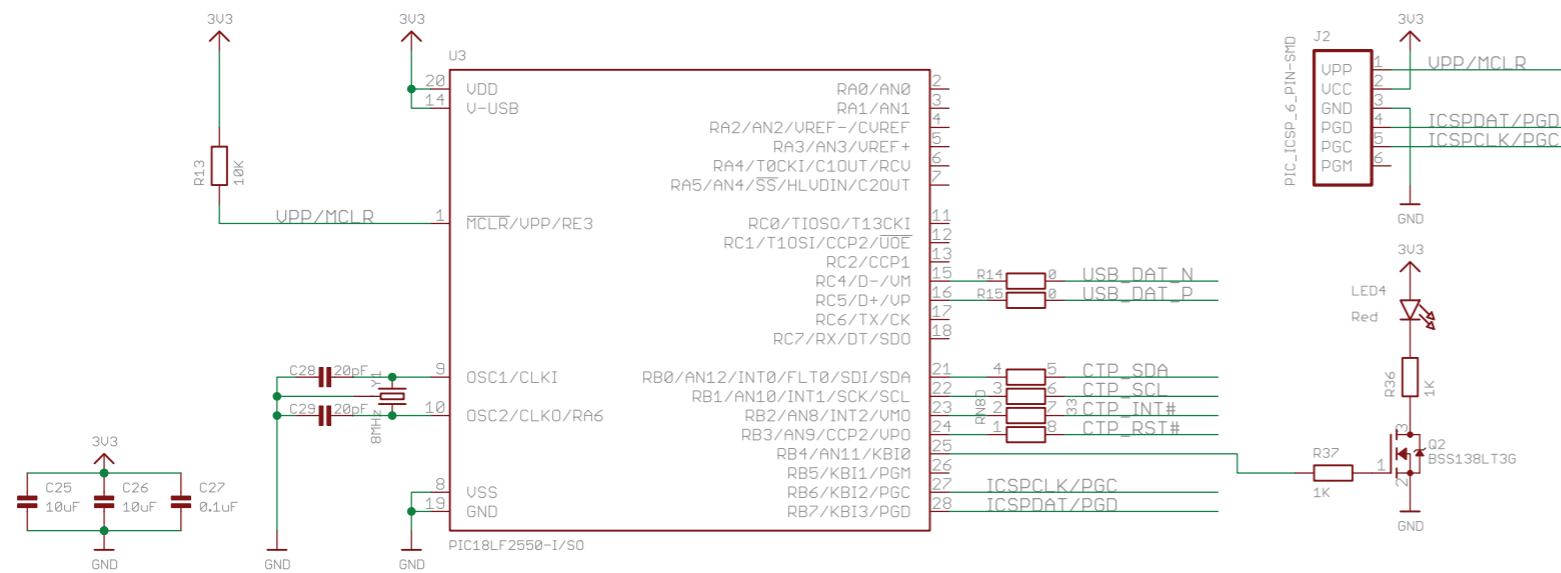 3V3
3V3
3V3
U3
J2
PIC_ICSP_6_PIN-SMD
VPP 1 VPP/MCLR
VCC 2
GND 3
PGD 4 ICSPDAT/PGD
PGC 5 ICSPCLK/PGC
PGM 6
GND
20 VDD
14 V-USB
RA0/AN0 2
RA1/AN1 3
RA2/AN2/VREF-/CVREF 4
RA3/AN3/VREF+ 5
RA4/T0CKI/C1OUT/RCV 6
RA5/AN4/SS/HLVDIN/C2OUT 7
R13
10K
VPP/MCLR 1 MCLR/VPP/RE3
RC0/TIOSO/T13CKI 11
RC1/T1OSI/CCP2/UOE 12
RC2/CCP1 13
RC4/D-/VM 15 R14 0 USB_DAT_N
RC5/D+/VP 16 R15 0 USB_DAT_P
RC6/TX/CK 17
RC7/RX/DT/SDO 18
3V3
LED4
Red
C28 20pF 9 OSC1/CLKI
Y1
8MHz
C29 20pF 10 OSC2/CLKO/RA6
RB0/AN12/INT0/FLT0/SDI/SDA 21 4 5 CTP_SDA
RB1/AN10/INT1/SCK/SCL 22 3 6 CTP_SCL
RB2/AN8/INT2/VMO 23 2 7 CTP_INT#
RB3/AN9/CCP2/VPO 24 1 8 CTP_RST#
RN8D
33
RB4/AN11/KBI0 25
RB5/KBI1/PGM 26
RB6/KBI2/PGC 27 ICSPCLK/PGC
RB7/KBI3/PGD 28 ICSPDAT/PGD
R36
1K
R37
1K
3
1
2
Q2
BSS138LT3G
GND
3V3
C25
10uF
C26
10uF
C27
0.1uF
GND
GND
8 VSS
19 GND
GND
PIC18LF2550-I/SO